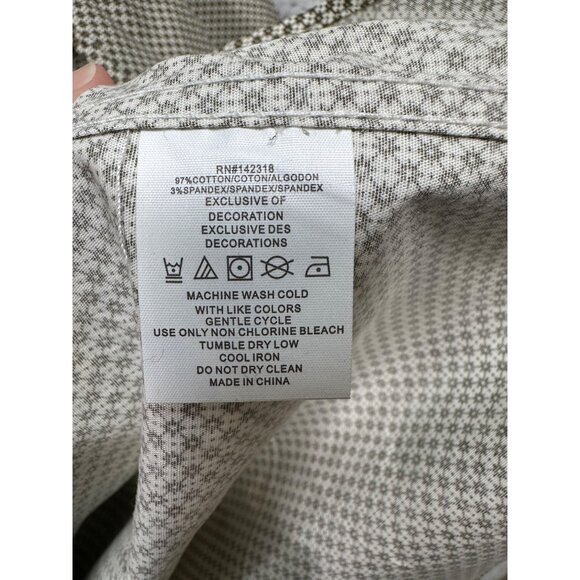 RN#142318
97%COTTON/COTON/ALGODON
3%SPANDEX/SPANDEX/SPANDEX
EXCLUSIVE OF
DECORATION
EXCLUSIVE DES
DECORATIONS
MACHINE WASH COLD
WITH LIKE COLORS
GENTLE CYCLE
USE ONLY NON CHLORINE BLEACH
TUMBLE DRY LOW
COOL IRON
DO NOT DRY CLEAN
MADE IN CHINA